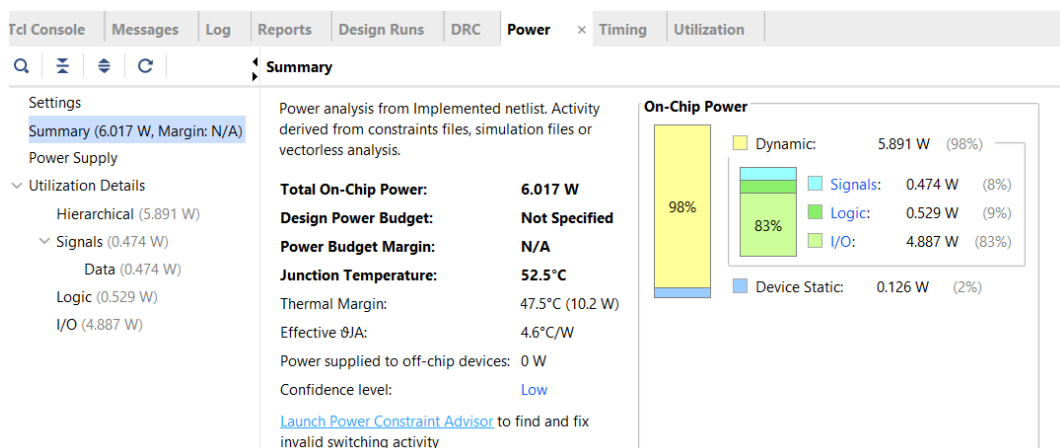 Tcl Console Messages Log Reports Design Runs DRC Power × Timing Utilization
Summary
Settings
Summary (6.017 W, Margin: N/A)
Power Supply
Utilization Details
Hierarchical (5.891 W)
Signals (0.474 W)
Data (0.474 W)
Logic (0.529 W)
I/O (4.887 W)
Power analysis from Implemented netlist. Activity
derived from constraints files, simulation files or
vectorless analysis.
Total On-Chip Power: 6.017 W
Design Power Budget: Not Specified
Power Budget Margin: N/A
Junction Temperature: 52.5°C
Thermal Margin: 47.5°C (10.2 W)
Effective ϑJA: 4.6°C/W
Power supplied to off-chip devices: 0 W
Confidence level: Low
Launch Power Constraint Advisor to find and fix
invalid switching activity
On-Chip Power
Dynamic: 5.891 W (98%)
98%
Signals: 0.474 W (8%)
Logic: 0.529 W (9%)
83%
I/O: 4.887 W (83%)
Device Static: 0.126 W (2%)